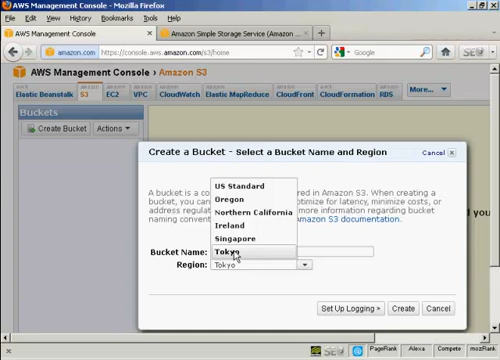 AWS Management Console - Mozilla Firefox
File Edit View History Bookmarks Tools Help
AWS Management Console
Amazon Simple Storage Service (Amazon ...
amazon.com
https://console.aws.amazon.com/s3/home
Google
AWS Management Console > Amazon S3
Elastic Beanstalk S3 EC2 VPC CloudWatch Elastic MapReduce CloudFront CloudFormation RDS More...
Buckets
Create Bucket Actions
Create a Bucket - Select a Bucket Name and Region
Cancel
A bucket is a co
red in Amazon S3. When creating a
bucket, you can
timize for latency, minimize costs, or
address regulat
more information regarding bucket
naming conven
Amazon S3 documentation.
US Standard
Oregon
Northern California
Ireland
Singapore
Tokyo
Bucket Name:
Region: Tokyo
Set Up Logging > Create Cancel
PageRank Alexa Compete mozRank